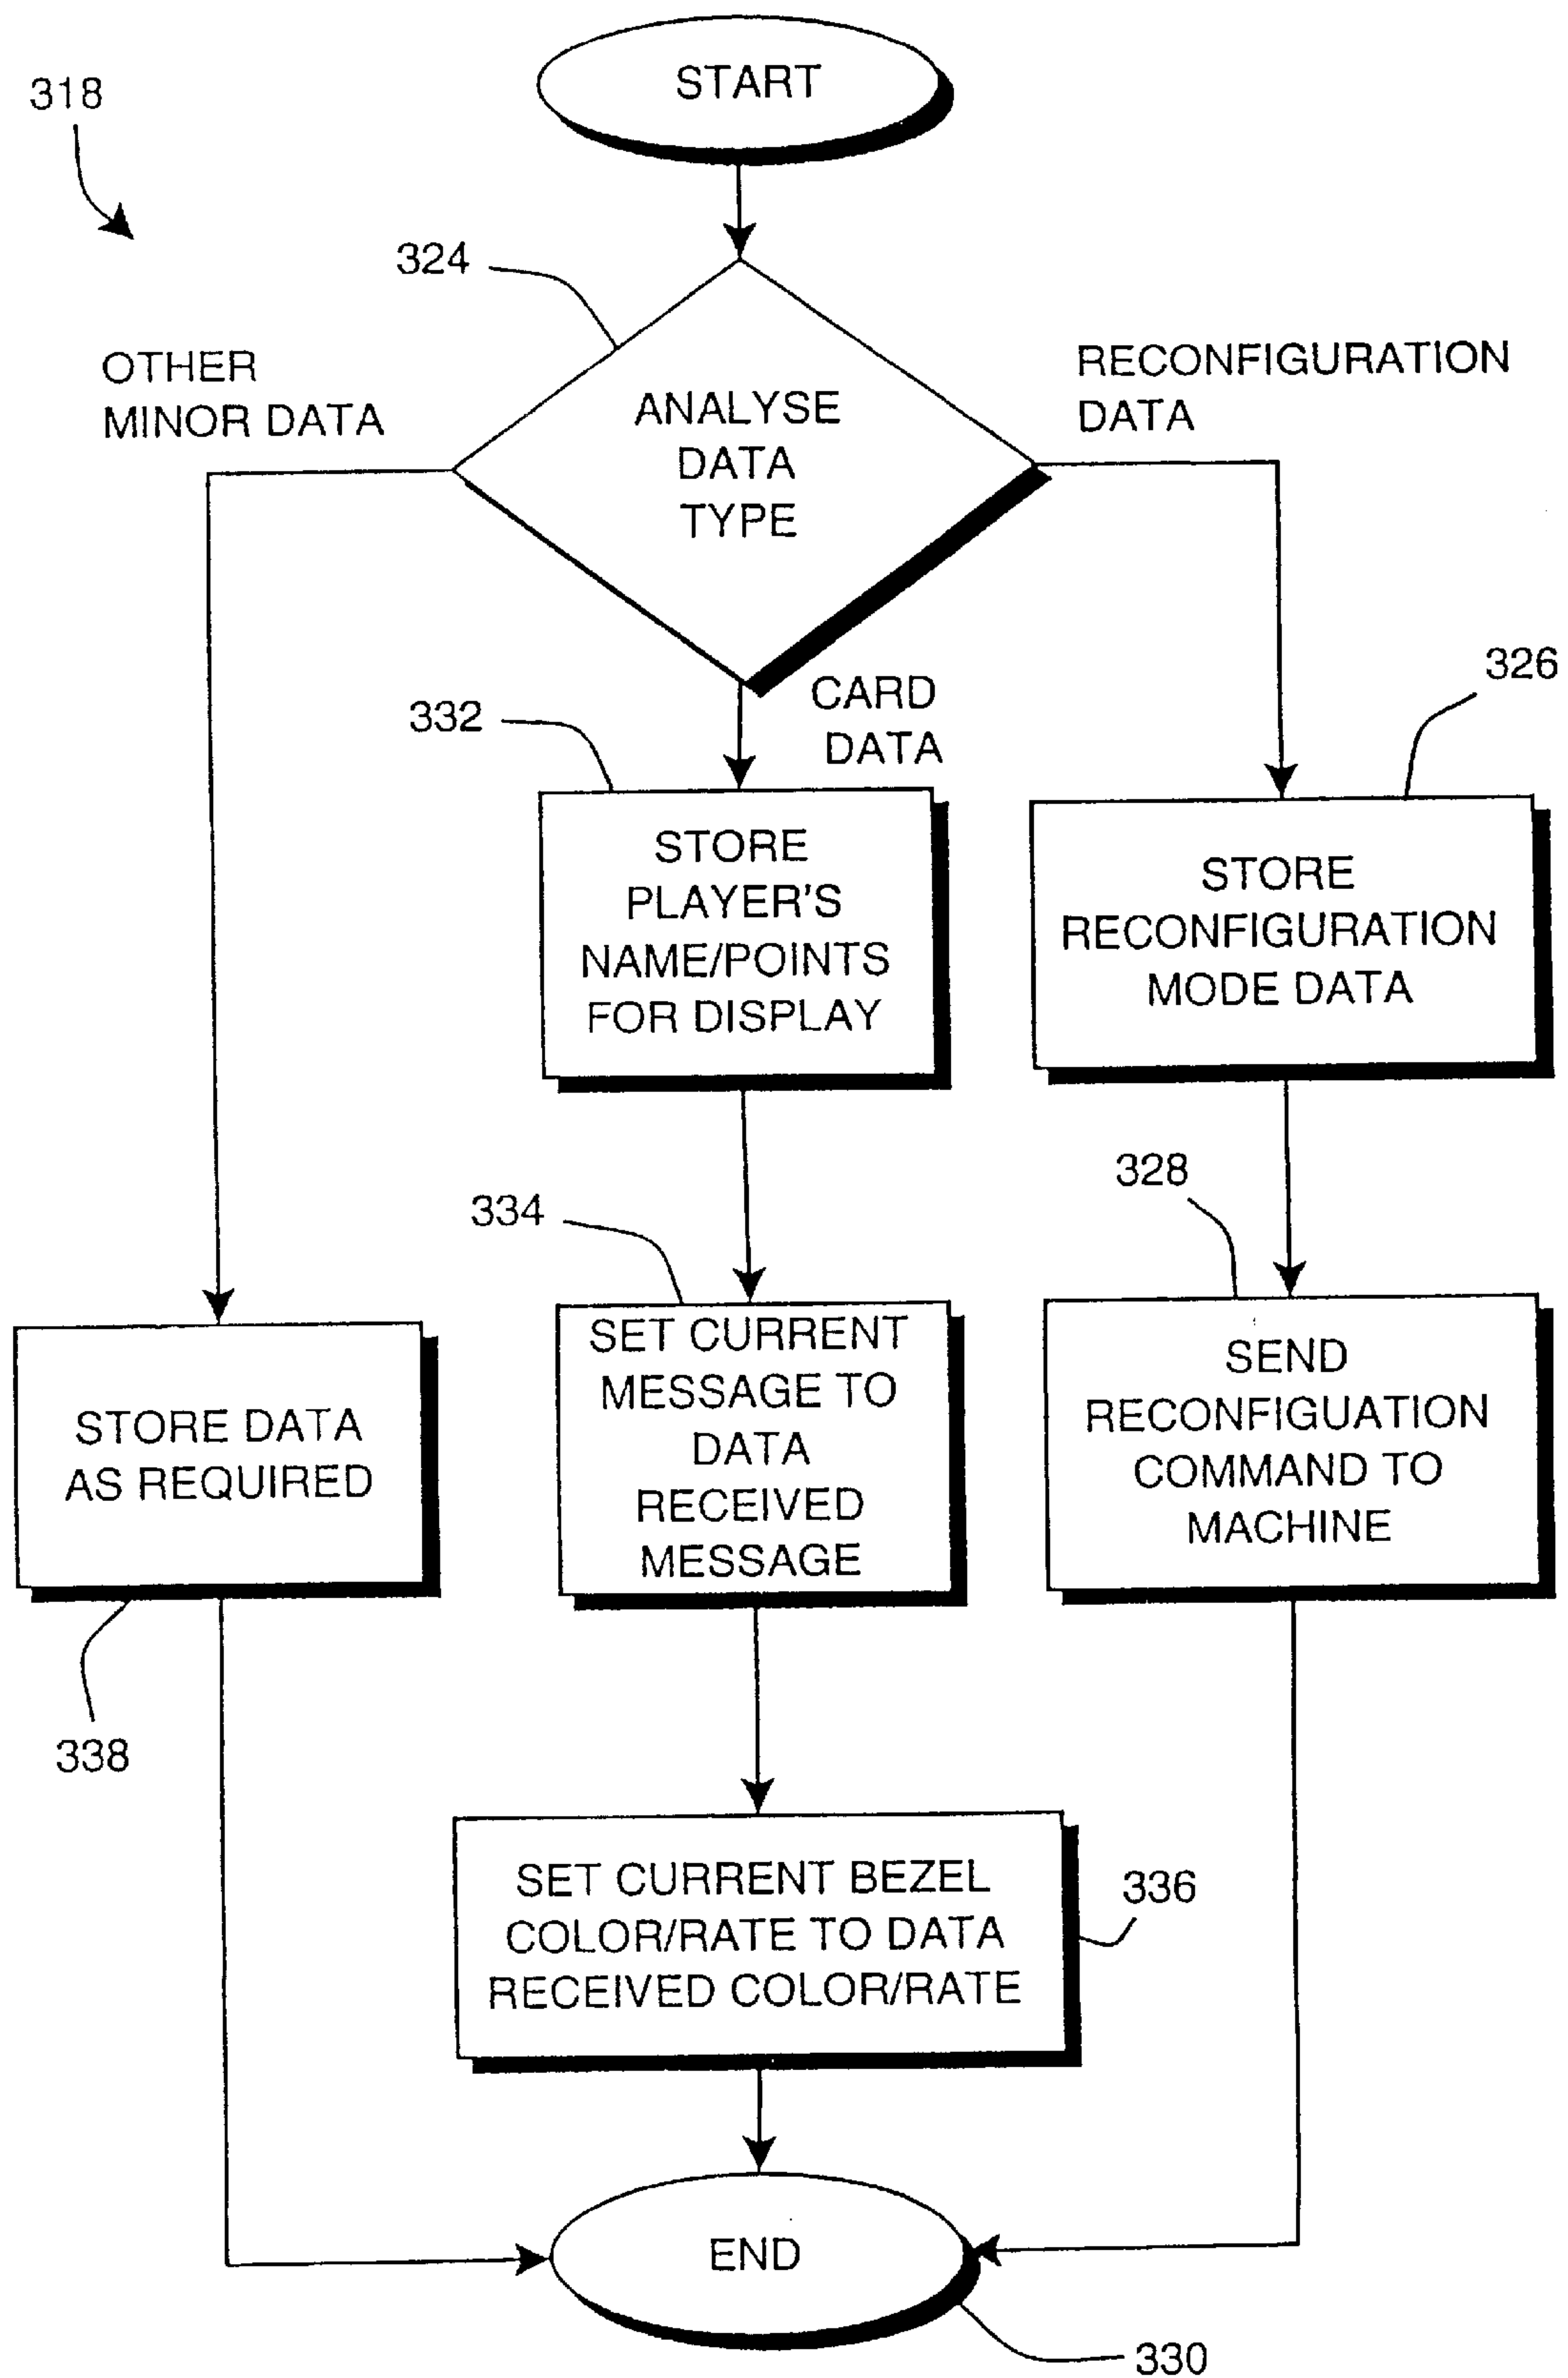 START
318
324
OTHER
MINOR DATA
ANALYSE
DATA
TYPE
RECONFIGURATION
DATA
326
332
CARD
DATA
STORE
PLAYER'S
NAME/POINTS
FOR DISPLAY
STORE
RECONFIGURATION
MODE DATA
328
334
SET CURRENT
MESSAGE TO
DATA
RECEIVED
MESSAGE
SEND
RECONFIGUATION
COMMAND TO
MACHINE
STORE DATA
AS REQUIRED
338
SET CURRENT BEZEL
COLOR/RATE TO DATA
RECEIVED COLOR/RATE
336
END
330